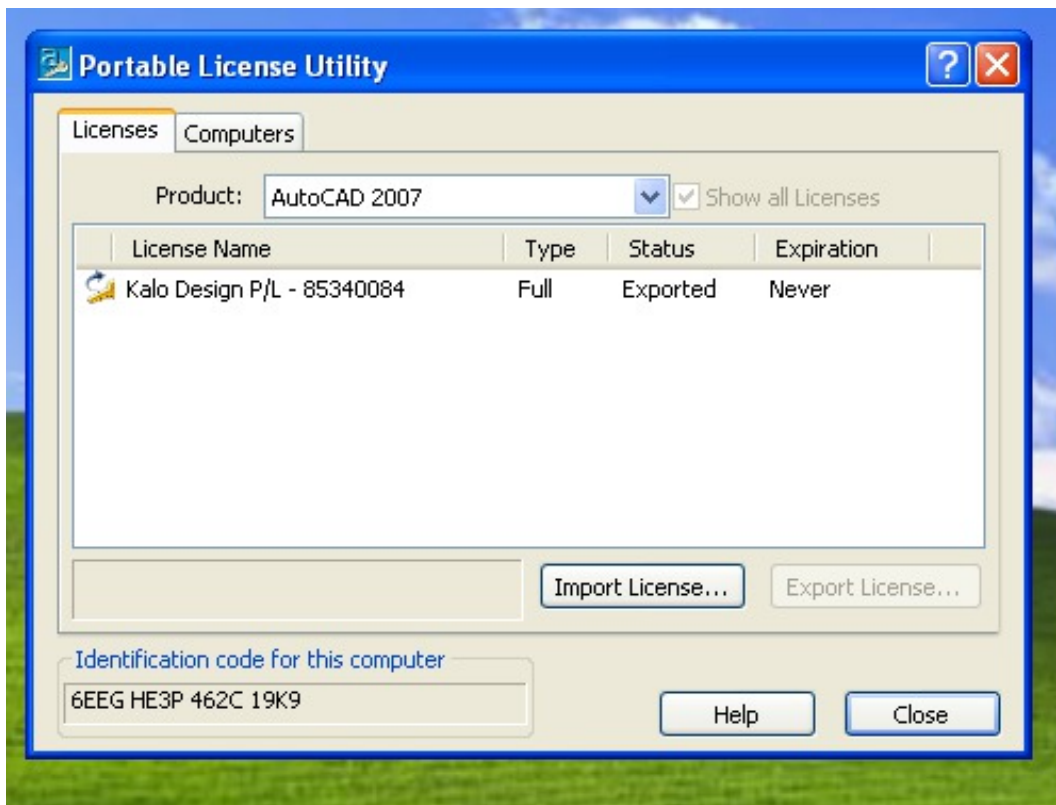 Portable License Utility
Licenses Computers
Product: AutoCAD 2007 Show all Licenses
License Name Type Status Expiration
Kalo Design P/L - 85340084 Full Exported Never
Import License... Export License...
Identification code for this computer
6EEG HE3P 462C 19K9
Help Close